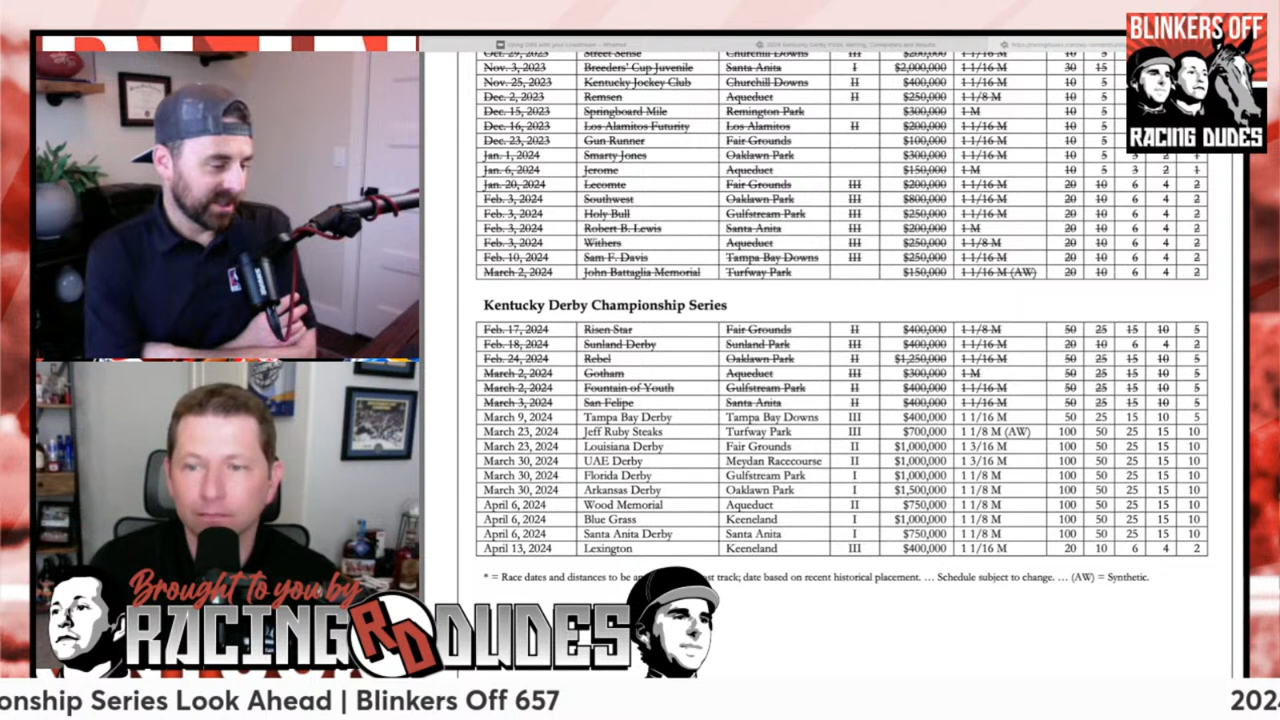 BLINKERS OFF
RACING DUDES
Oct. 29, 2023 Street Sense Churchill Downs III $200,000 1 1/16 M 10 5
Nov. 3, 2023 Breeders' Cup Juvenile Santa Anita I $2,000,000 1 1/16 M 30 15
Nov. 25, 2023 Kentucky Jockey Club Churchill Downs II $400,000 1 1/16 M 10 5
Dec. 2, 2023 Remsen Aqueduct II $250,000 1 1/8 M 10 5
Dec. 15, 2023 Springboard Mile Remington Park $300,000 1 M 10 5
Dec. 16, 2023 Los Alamitos Futurity Los Alamitos II $200,000 1 1/16 M 10 5
Dec. 23, 2023 Gun Runner Fair Grounds $100,000 1 1/16 M 10 5
Jan. 1, 2024 Smarty Jones Oaklawn Park $300,000 1 1/16 M 10 5 3 2 1
Jan. 6, 2024 Jerome Aqueduct $150,000 1 M 10 5 3 2 1
Jan. 20, 2024 Lecomte Fair Grounds III $200,000 1 1/16 M 20 10 6 4 2
Feb. 3, 2024 Southwest Oaklawn Park III $800,000 1 1/16 M 20 10 6 4 2
Feb. 3, 2024 Holy Bull Gulfstream Park III $250,000 1 1/16 M 20 10 6 4 2
Feb. 3, 2024 Robert B. Lewis Santa Anita III $200,000 1 M 20 10 6 4 2
Feb. 3, 2024 Withers Aqueduct III $250,000 1 1/8 M 20 10 6 4 2
Feb. 10, 2024 Sam F. Davis Tampa Bay Downs III $250,000 1 1/16 M 20 10 6 4 2
March 2, 2024 John Battaglia Memorial Turfway Park $150,000 1 1/16 M (AW) 20 10 6 4 2
Kentucky Derby Championship Series
Feb. 17, 2024 Risen Star Fair Grounds II $400,000 1 1/8 M 50 25 15 10 5
Feb. 18, 2024 Sunland Derby Sunland Park III $400,000 1 1/16 M 20 10 6 4 2
Feb. 24, 2024 Rebel Oaklawn Park II $1,250,000 1 1/16 M 50 25 15 10 5
March 2, 2024 Gotham Aqueduct III $300,000 1 M 50 25 15 10 5
March 2, 2024 Fountain of Youth Gulfstream Park II $400,000 1 1/16 M 50 25 15 10 5
March 3, 2024 San Felipe Santa Anita II $400,000 1 1/16 M 50 25 15 10 5
March 9, 2024 Tampa Bay Derby Tampa Bay Downs III $400,000 1 1/16 M 50 25 15 10 5
March 23, 2024 Jeff Ruby Steaks Turfway Park III $700,000 1 1/8 M (AW) 100 50 25 15 10
March 23, 2024 Louisiana Derby Fair Grounds II $1,000,000 1 3/16 M 100 50 25 15 10
March 30, 2024 UAE Derby Meydan Racecourse II $1,000,000 1 3/16 M 100 50 25 15 10
March 30, 2024 Florida Derby Gulfstream Park I $1,000,000 1 1/8 M 100 50 25 15 10
March 30, 2024 Arkansas Derby Oaklawn Park I $1,500,000 1 1/8 M 100 50 25 15 10
April 6, 2024 Wood Memorial Aqueduct II $750,000 1 1/8 M 100 50 25 15 10
April 6, 2024 Blue Grass Keeneland I $1,000,000 1 1/8 M 100 50 25 15 10
April 6, 2024 Santa Anita Derby Santa Anita I $750,000 1 1/8 M 100 50 25 15 10
April 13, 2024 Lexington Keeneland III $400,000 1 1/16 M 20 10 6 4 2
* = Race dates and distances to be an st track; date based on recent historical placement. … Schedule subject to change. … (AW) = Synthetic.
Brought to you by
RACING RD DUDES
onship Series Look Ahead | Blinkers Off 657 202